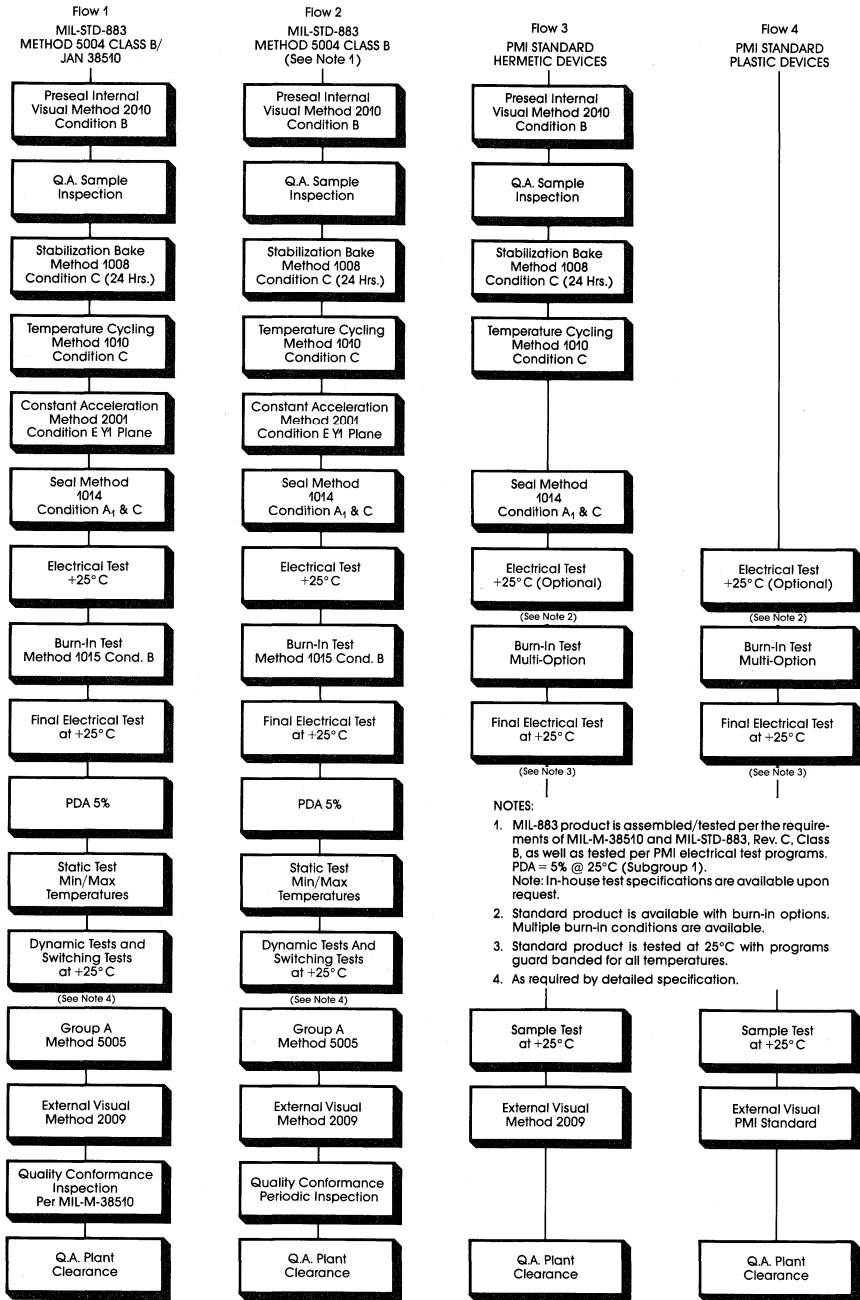 Flow 1
MIL-STD-883
METHOD 5004 CLASS B/
JAN 38510
Preseal Internal
Visual Method 2010
Condition B
Q.A. Sample
Inspection
Stabilization Bake
Method 1008
Condition C (24 Hrs.)
Temperature Cycling
Method 1010
Condition C
Constant Acceleration
Method 2001
Condition E Y1 Plane
Seal Method
1014
Condition A₁ & C
Electrical Test
+25°C
Burn-In Test
Method 1015 Cond. B
Final Electrical Test
at +25°C
PDA 5%
Static Test
Min/Max
Temperatures
Dynamic Tests and
Switching Tests
at +25°C
(See Note 4)
Group A
Method 5005
External Visual
Method 2009
Quality Conformance
Inspection
Per MIL-M-38510
Q.A. Plant
Clearance
Flow 2
MIL-STD-883
METHOD 5004 CLASS B
(See Note 1)
Preseal Internal
Visual Method 2010
Condition B
Q.A. Sample
Inspection
Stabilization Bake
Method 1008
Condition C (24 Hrs.)
Temperature Cycling
Method 1010
Condition C
Constant Acceleration
Method 2001
Condition E Y1 Plane
Seal Method
1014
Condition A₁ & C
Electrical Test
+25°C
Burn-In Test
Method 1015 Cond. B
Final Electrical Test
at +25°C
PDA 5%
Static Test
Min/Max
Temperatures
Dynamic Tests And
Switching Tests
at +25°C
(See Note 4)
Group A
Method 5005
External Visual
Method 2009
Quality Conformance
Periodic Inspection
Q.A. Plant
Clearance
Flow 3
PMI STANDARD
HERMETIC DEVICES
Preseal Internal
Visual Method 2010
Condition B
Q.A. Sample
Inspection
Stabilization Bake
Method 1008
Condition C (24 Hrs.)
Temperature Cycling
Method 1010
Condition C
Seal Method
1014
Condition A₁ & C
Electrical Test
+25°C (Optional)
(See Note 2)
Burn-In Test
Multi-Option
Final Electrical Test
at +25°C
(See Note 3)
Sample Test
at +25°C
External Visual
Method 2009
Q.A. Plant
Clearance
Flow 4
PMI STANDARD
PLASTIC DEVICES
Electrical Test
+25°C (Optional)
(See Note 2)
Burn-In Test
Multi-Option
Final Electrical Test
at +25°C
(See Note 3)
Sample Test
at +25°C
External Visual
PMI Standard
Q.A. Plant
Clearance
NOTES:
1. MIL-883 product is assembled/tested per the require-
ments of MIL-M-38510 and MIL-STD-883, Rev. C, Class
B, as well as tested per PMI electrical test programs.
PDA = 5% @ 25°C (Subgroup 1).
Note: In-house test specifications are available upon
request.
2. Standard product is available with burn-in options.
Multiple burn-in conditions are available.
3. Standard product is tested at 25°C with programs
guard banded for all temperatures.
4. As required by detailed specification.